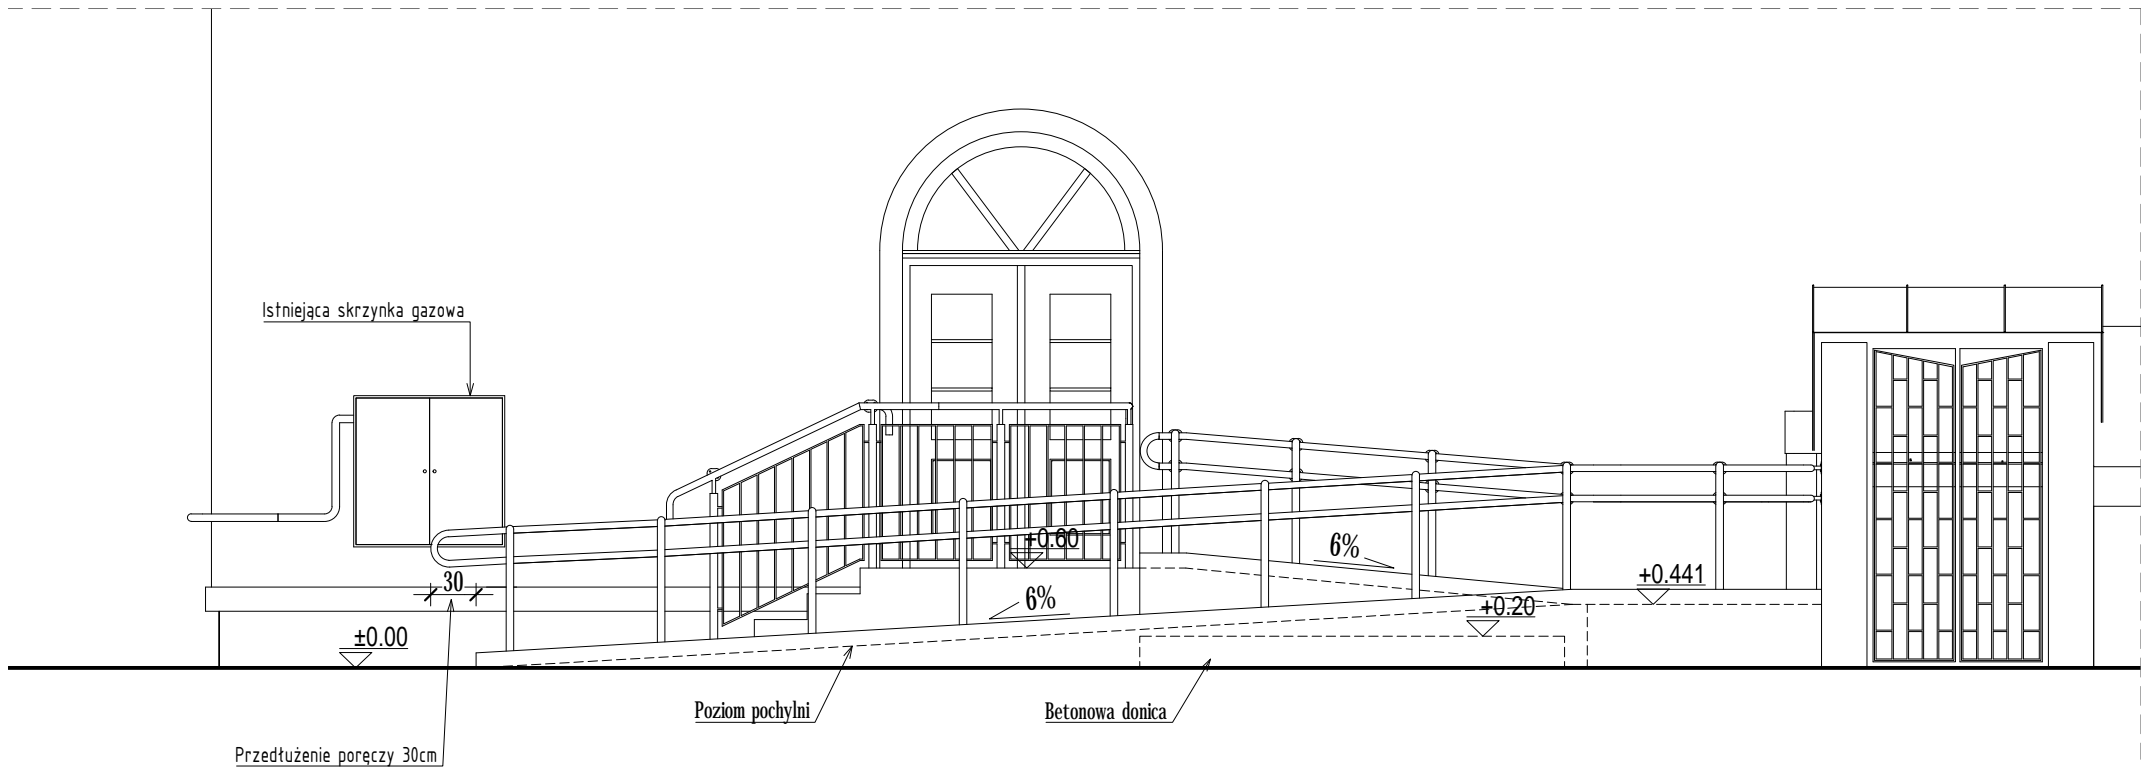 Istniejąca skrzynka gazowa
+0.60
6%
30
+0.441
6%
+0.20
±0.00
Poziom pochylni
Betonowa donica
Przedłużenie poręczy 30cm